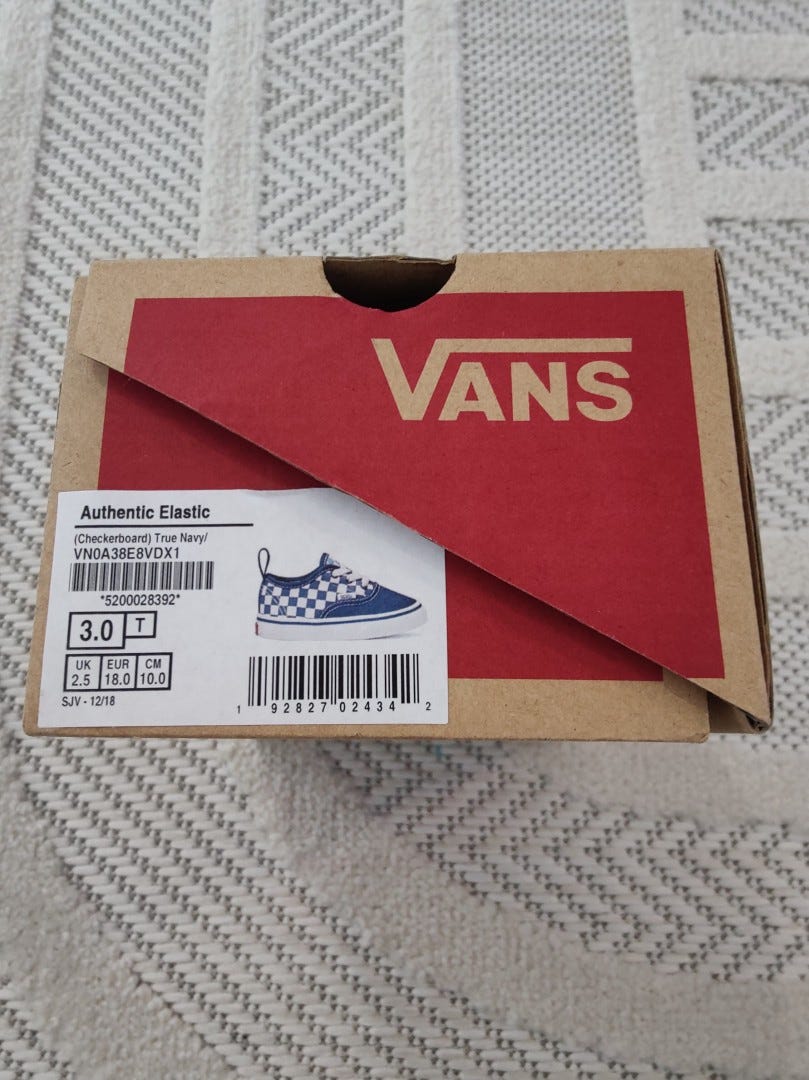 VANS
Authentic Elastic
(Checkerboard) True Navy/
VN0A38E8VDX1
*5200028392*
3.0 T
UK EUR CM
2.5 18.0 10.0
SJV - 12/18
1 92827 02434 2